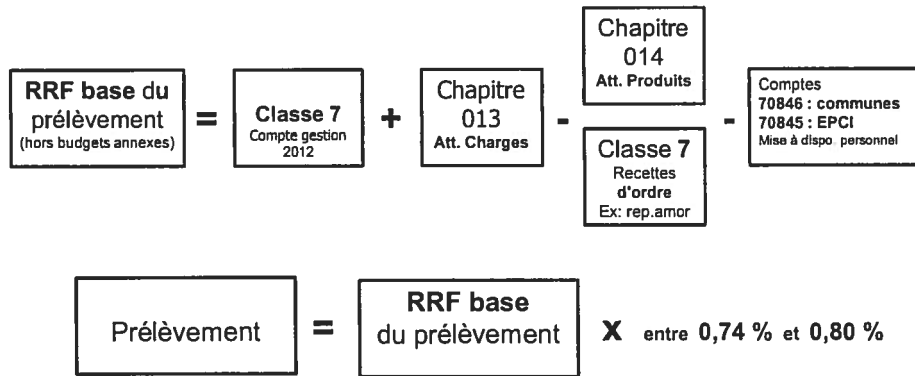 RRF base du
prélèvement
(hors budgets annexes)
=
Classe 7
Compte gestion
2012
+
Chapitre
013
Att. Charges
-
Chapitre
014
Att. Produits
Classe 7
Recettes
d'ordre
Ex: rep.amor
-
Comptes
70846 : communes
70845 : EPCI
Mise à dispo. personnel
Prélèvement
=
RRF base
du prélèvement
X entre 0,74 % et 0,80 %